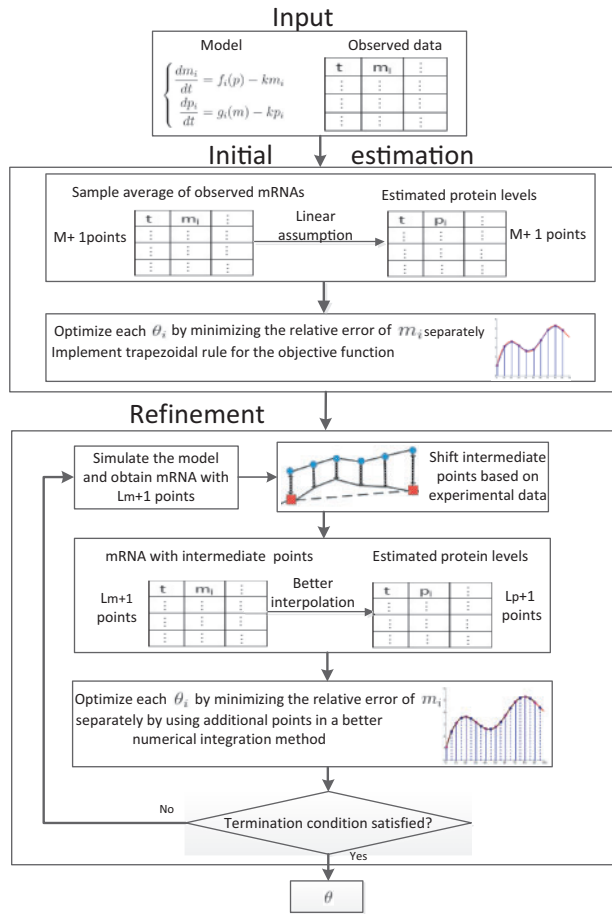 Input
Model
Observed data
dm_i/dt = f_i(p) − km_i
dp_i/dt = g_i(m) − kp_i
t m_i ⋮
⋮ ⋮ ⋮
⋮ ⋮ ⋮
⋮ ⋮ ⋮
Initial estimation
Sample average of observed mRNAs
Estimated protein levels
M+ 1points
t m_i ⋮
⋮ ⋮ ⋮
⋮ ⋮ ⋮
⋮ ⋮ ⋮
Linear
assumption
t p_i ⋮
⋮ ⋮ ⋮
⋮ ⋮ ⋮
⋮ ⋮ ⋮
M+ 1 points
Optimize each θ_i by minimizing the relative error of m_i separately
Implement trapezoidal rule for the objective function
Refinement
Simulate the model
and obtain mRNA with
Lm+1 points
Shift intermediate
points based on
experimental data
mRNA with intermediate points
Estimated protein levels
Lm+1
points
t m_i ⋮
⋮ ⋮ ⋮
⋮ ⋮ ⋮
⋮ ⋮ ⋮
Better
interpolation
t p_i ⋮
⋮ ⋮ ⋮
⋮ ⋮ ⋮
⋮ ⋮ ⋮
Lp+1
points
Optimize each θ_i by minimizing the relative error of m_i
separately by using additional points in a better
numerical integration method
No
Termination condition satisfied?
Yes
θ